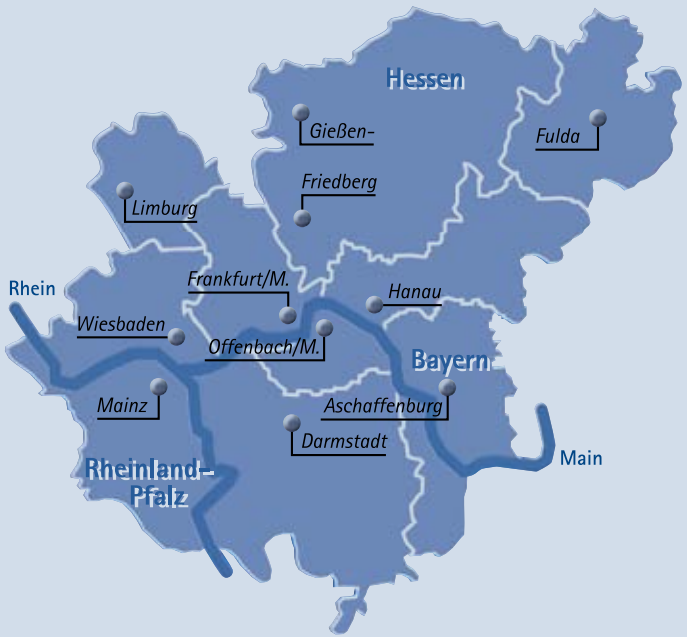 Hessen
Gießen-
Fulda
Friedberg
Limburg
Frankfurt/M.
Rhein
Hanau
Wiesbaden
Offenbach/M.
Bayern
Mainz
Aschaffenburg
Darmstadt
Main
Rheinland-
Pfalz